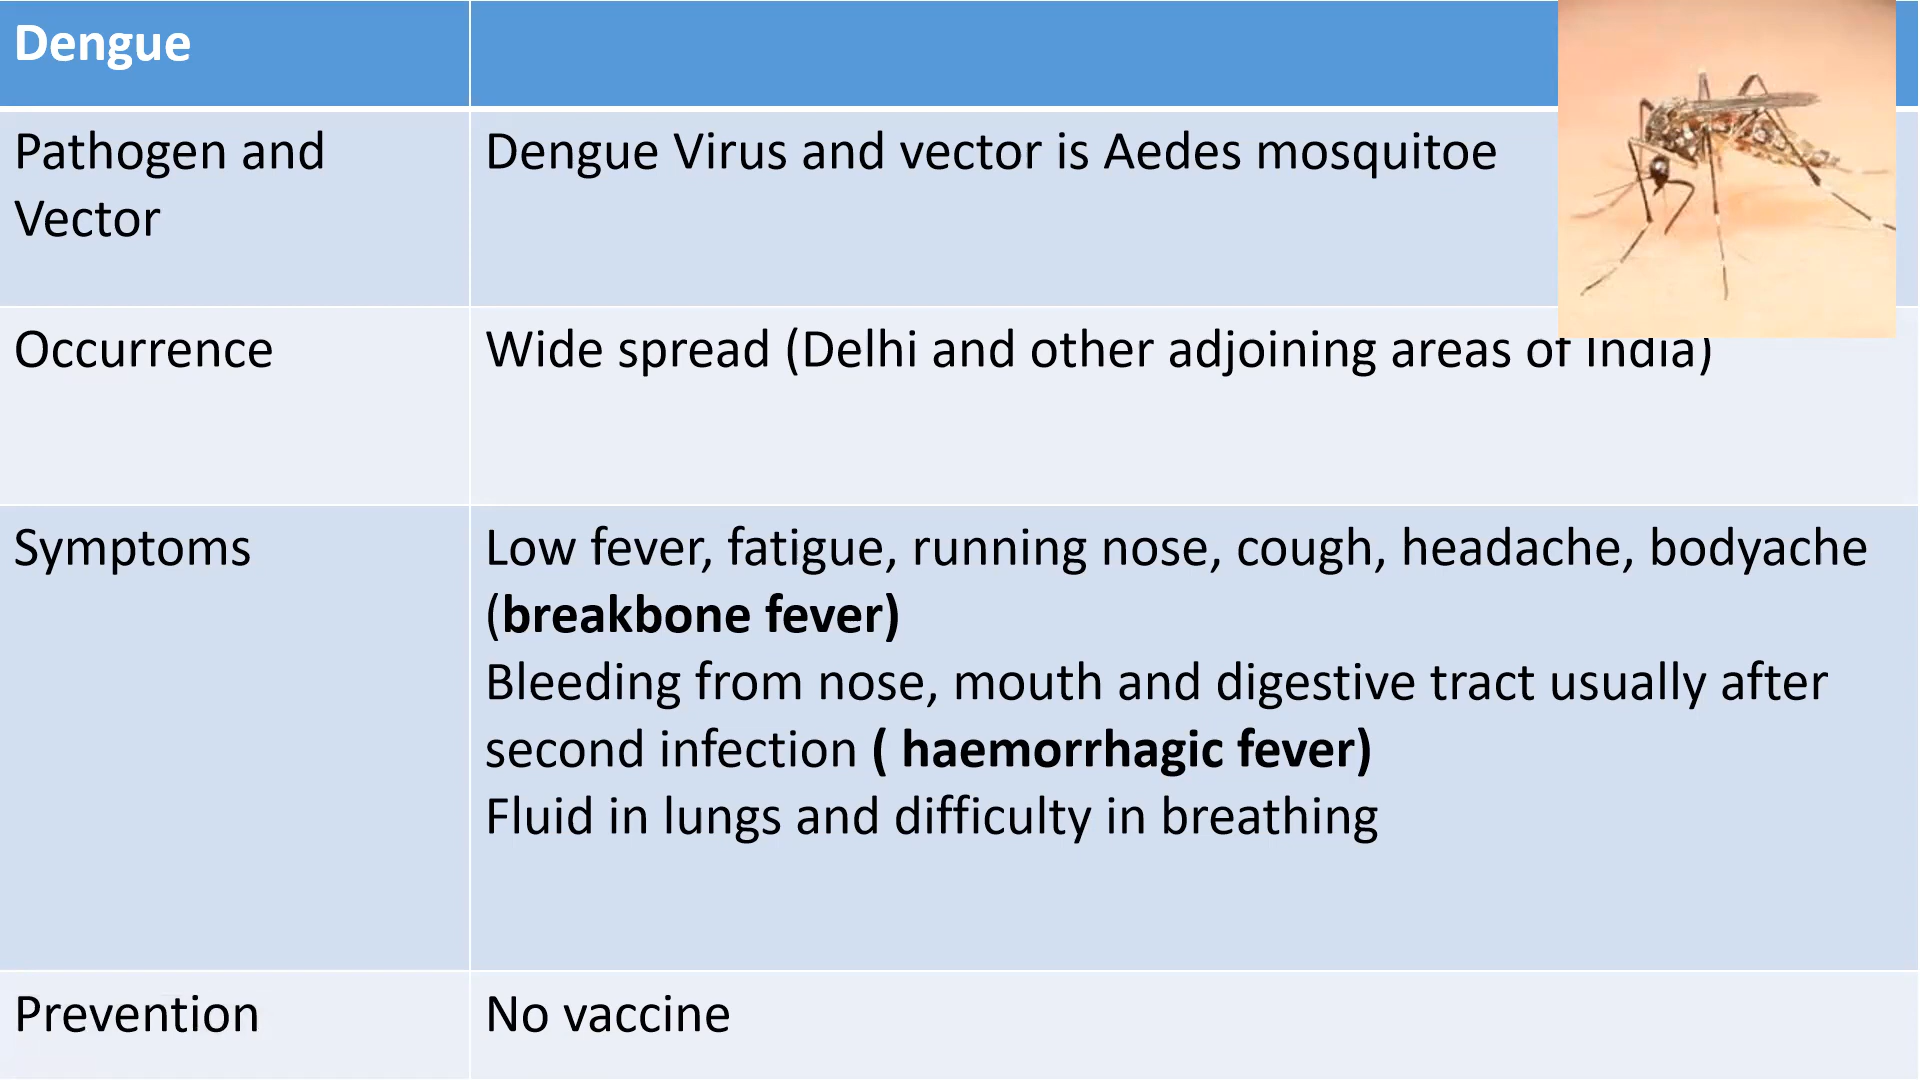 Dengue
Pathogen and
Vector
Dengue Virus and vector is Aedes mosquitoe
Occurrence
Wide spread (Delhi and other adjoining areas of India)
Symptoms
Low fever, fatigue, running nose, cough, headache, bodyache
(breakbone fever)
Bleeding from nose, mouth and digestive tract usually after
second infection ( haemorrhagic fever)
Fluid in lungs and difficulty in breathing
Prevention
No vaccine